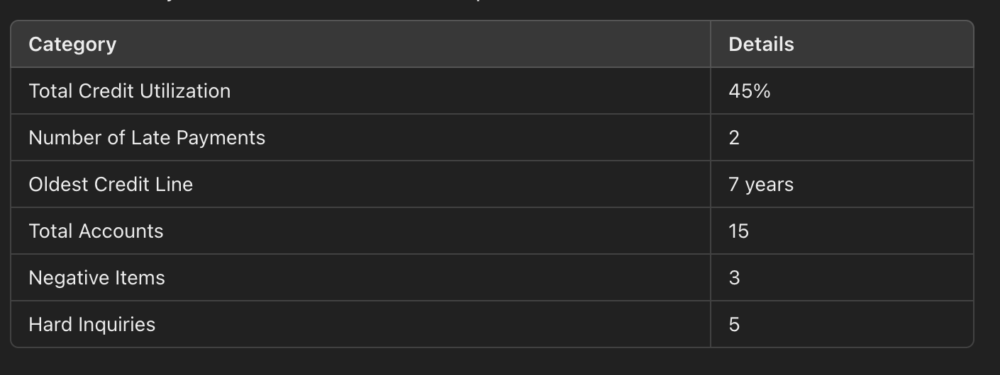 Category Details
Total Credit Utilization 45%
Number of Late Payments 2
Oldest Credit Line 7 years
Total Accounts 15
Negative Items 3
Hard Inquiries 5